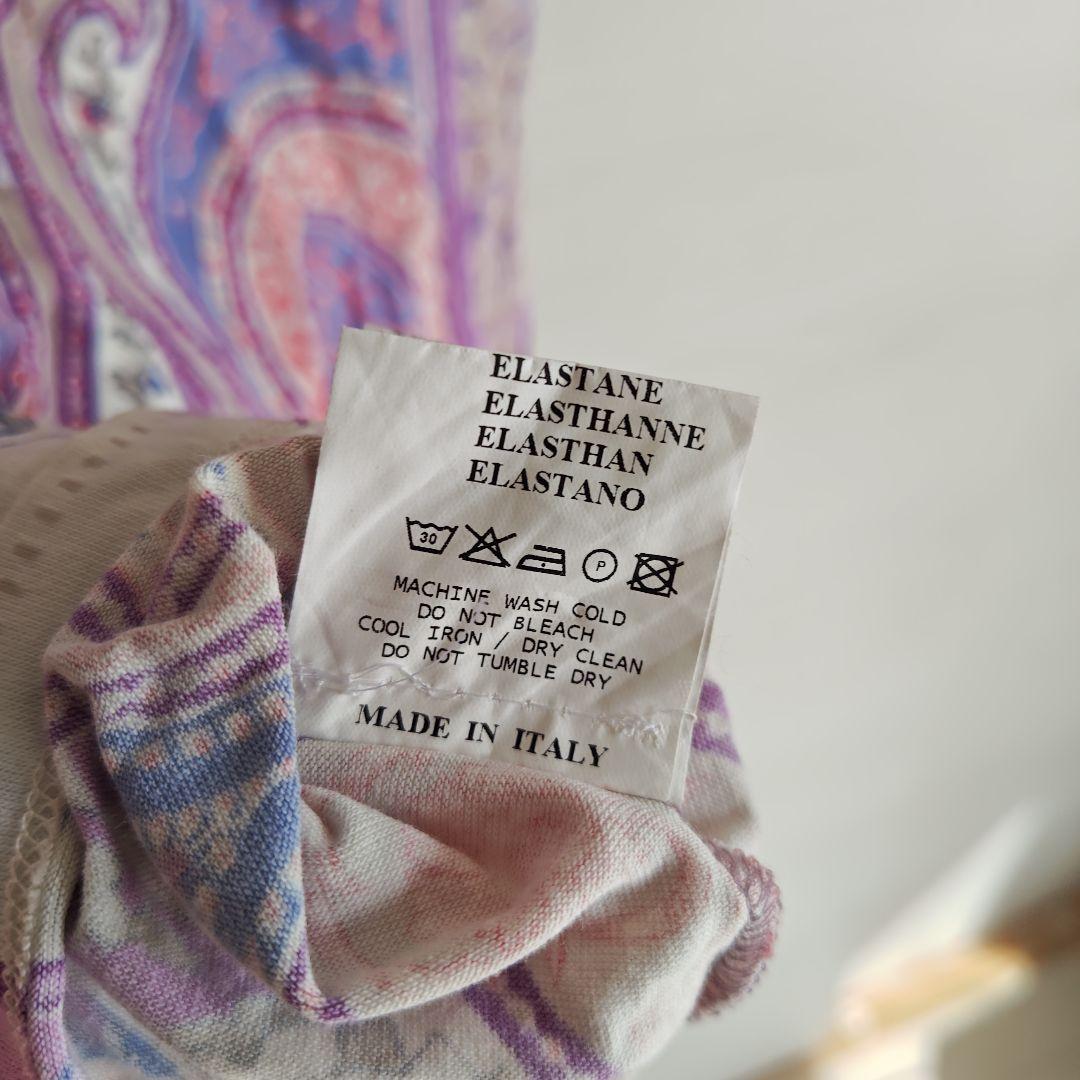 ELASTANE
ELASTHANNE
ELASTHAN
ELASTANO
30 P
MACHINE WASH COLD
DO NOT BLEACH
COOL IRON / DRY CLEAN
DO NOT TUMBLE DRY
MADE IN ITALY